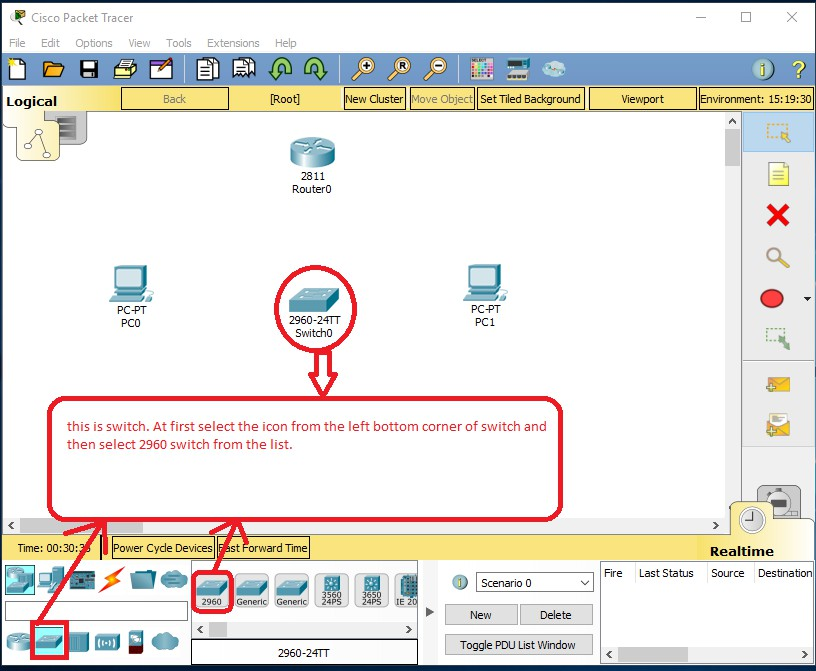 Cisco Packet Tracer
File Edit Options View Tools Extensions Help
Logical
Back
[Root]
New Cluster
Move Object
Set Tiled Background
Viewport
Environment: 15:19:30
2811
Router0
PC-PT
PC0
2960-24TT
Switch0
PC-PT
PC1
this is switch. At first select the icon from the left bottom corner of switch and
then select 2960 switch from the list.
Time: 00:30:35
Power Cycle Devices
Fast Forward Time
Realtime
2960
Generic
Generic
3560
24PS
3650
24PS
IE 20
2960-24TT
Scenario 0
New
Delete
Toggle PDU List Window
Fire Last Status Source Destination